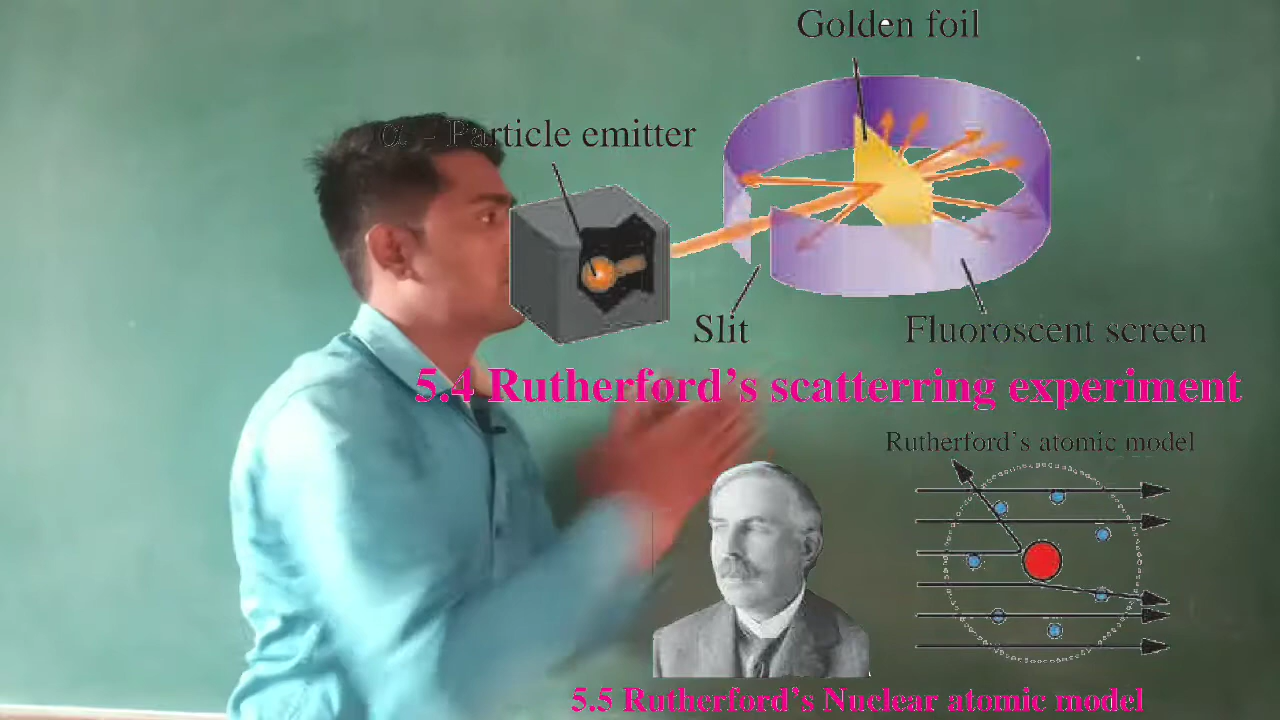 Golden foil
α - Particle emitter
Slit
Fluoroscent screen
5.4 Rutherford's scatterring experiment
Rutherford's atomic model
5.5 Rutherford's Nuclear atomic model